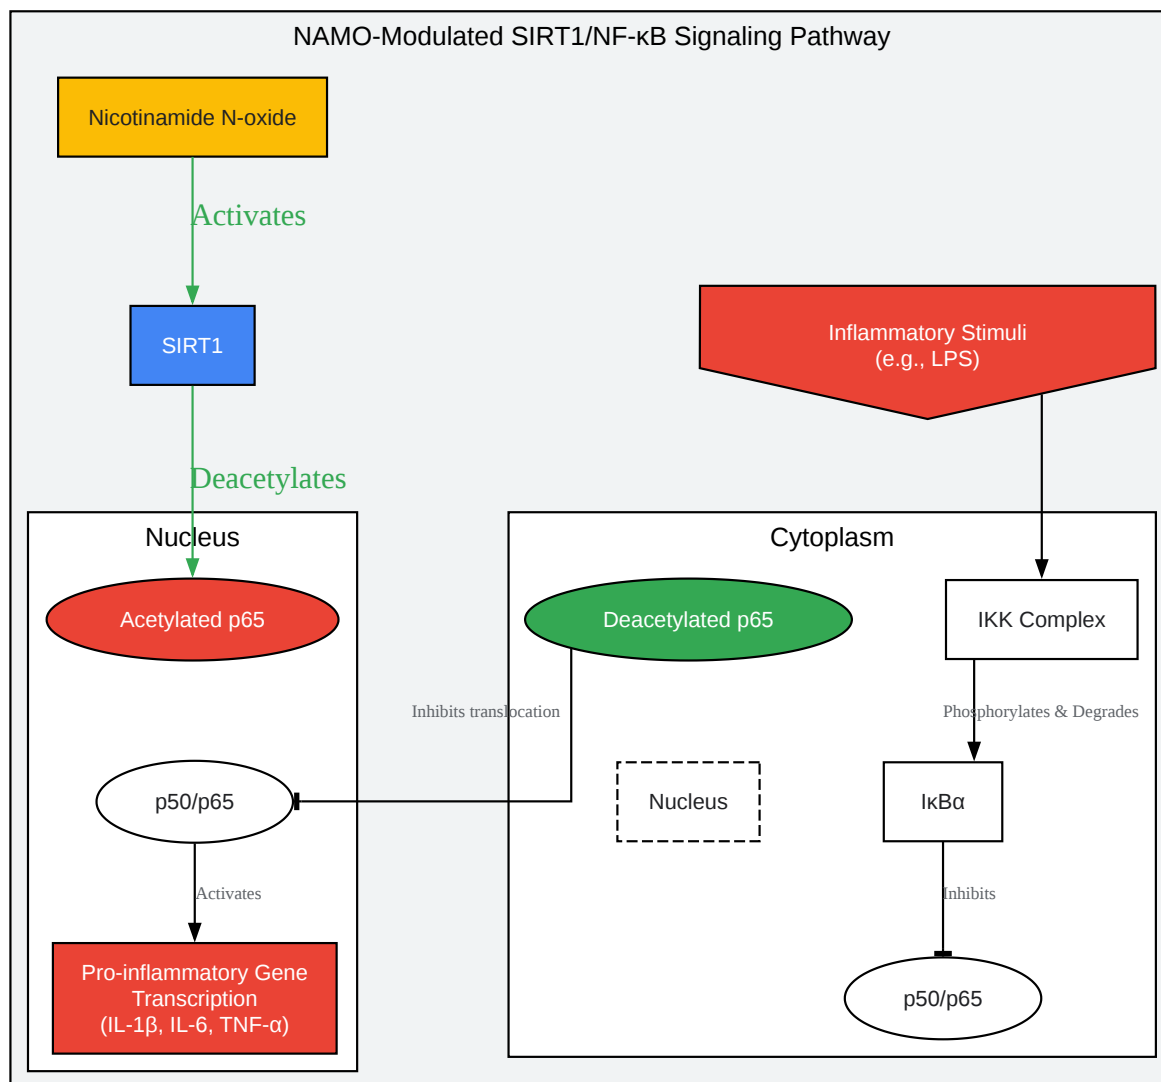 NAMO-Modulated SIRT1/NF-κB Signaling Pathway
Nicotinamide N-oxide
Activates
SIRT1
Inflammatory Stimuli
(e.g., LPS)
Deacetylates
Nucleus
Cytoplasm
Acetylated p65
Deacetylated p65
IKK Complex
Inhibits translocation
Phosphorylates & Degrades
p50/p65
Nucleus
IκBα
Activates
Inhibits
Pro-inflammatory Gene
Transcription
(IL-1β, IL-6, TNF-α)
p50/p65